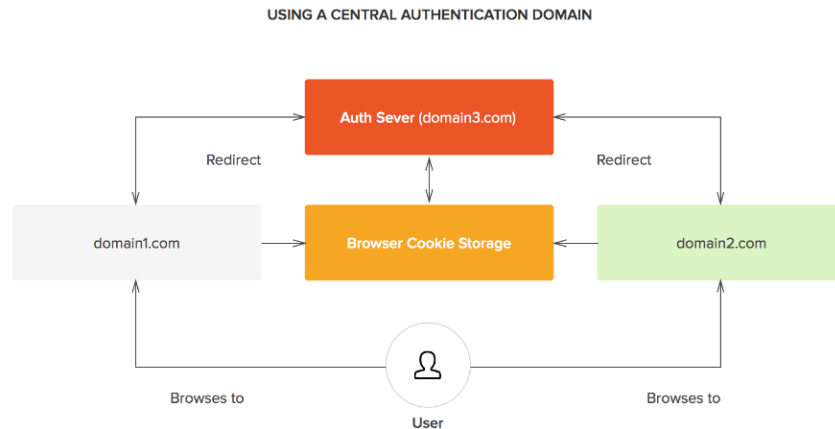 USING A CENTRAL AUTHENTICATION DOMAIN
Auth Sever (domain3.com)
Redirect
Redirect
domain1.com
Browser Cookie Storage
domain2.com
Browses to
Browses to
User